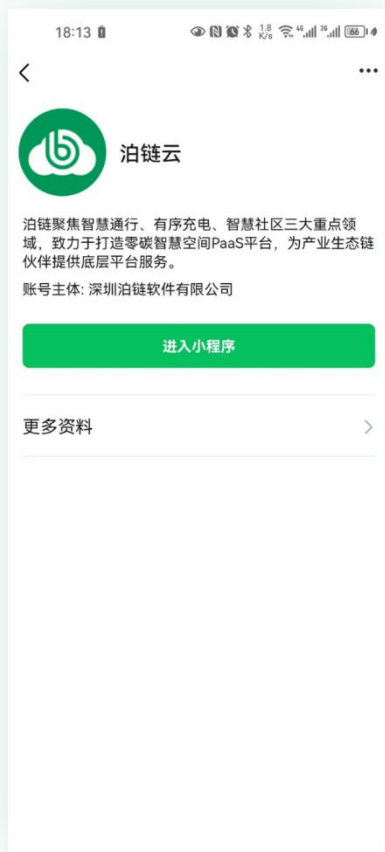 18:13
1.8
K/s
46
26
66
泊链云
泊链聚焦智慧通行、有序充电、智慧社区三大重点领
域，致力于打造零碳智慧空间PaaS平台，为产业生态链
伙伴提供底层平台服务。
账号主体: 深圳泊链软件有限公司
进入小程序
更多资料